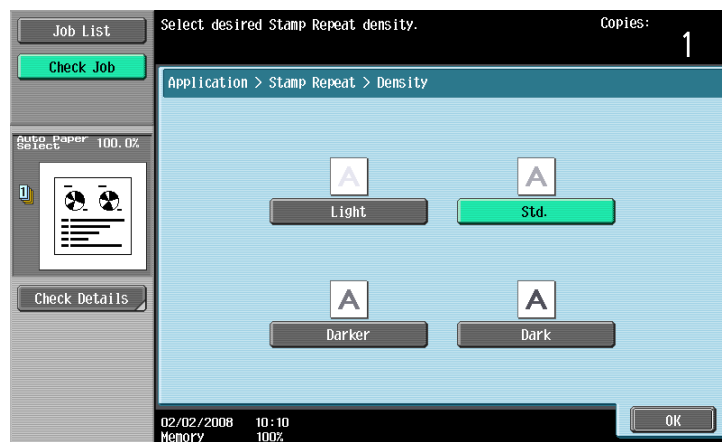 Job List
Check Job
Select desired Stamp Repeat density.
Copies:
1
Application > Stamp Repeat > Density
Auto Paper
Select
100.0%
1
Check Details
A
Light
A
Std.
A
Darker
A
Dark
02/02/2008 10:10
Memory 100%
OK